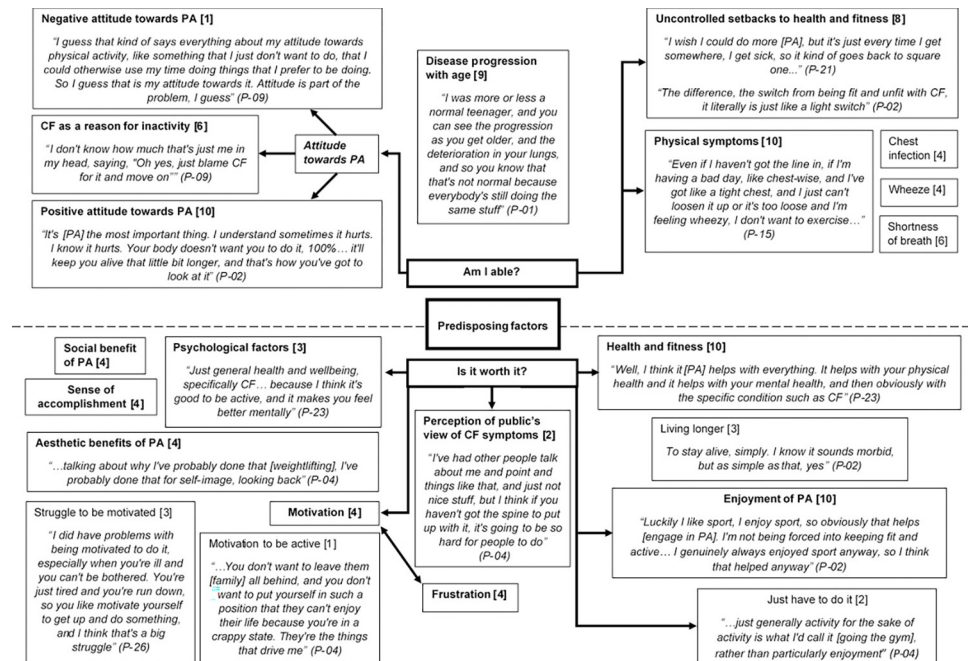 Negative attitude towards PA [1]
“I guess that kind of says everything about my attitude towards
physical activity, like something that I just don't want to do, that I
could otherwise use my time doing things that I prefer to be doing.
So I guess that is my attitude towards it. Attitude is part of the
problem, I guess” (P-09)
CF as a reason for inactivity [6]
“I don't know how much that's just me in
my head, saying, "Oh yes, just blame CF
for it and move on”” (P-09)
Attitude
towards PA
Positive attitude towards PA [10]
“It's [PA] the most important thing. I understand sometimes it hurts.
I know it hurts. Your body doesn't want you to do it, 100%… it'll
keep you alive that little bit longer, and that's how you've got to
look at it” (P-02)
Disease progression
with age [9]
“I was more or less a
normal teenager, and you
can see the progression
as you get older, and the
deterioration in your lungs,
and so you know that
that's not normal because
everybody's still doing the
same stuff” (P-01)
Uncontrolled setbacks to health and fitness [8]
“I wish I could do more [PA], but it's just every time I get
somewhere, I get sick, so it kind of goes back to square
one...” (P-21)
“The difference, the switch from being fit and unfit with CF,
it literally is just like a light switch” (P-02)
Physical symptoms [10]
“Even if I haven't got the line in, if I'm
having a bad day, like chest-wise, and I've
got like a tight chest, and I just can't
loosen it up or it's too loose and I'm
feeling wheezy, I don't want to exercise…”
(P-15)
Chest
infection [4]
Wheeze [4]
Shortness
of breath [6]
Am I able?
Predisposing factors
Is it worth it?
Social benefit
of PA [4]
Sense of
accomplishment [4]
Psychological factors [3]
“Just general health and wellbeing,
specifically CF… because I think it's
good to be active, and it makes you feel
better mentally” (P-23)
Aesthetic benefits of PA [4]
“…talking about why I've probably done that [weightlifting], I've
probably done that for self-image, looking back” (P-04)
Struggle to be motivated [3]
“I did have problems with
being motivated to do it,
especially when you're ill and
you can't be bothered. You're
just tired and you're run down,
so you like motivate yourself
to get up and do something,
and I think that's a big
struggle” (P-26)
Motivation [4]
Motivation to be active [1]
“…You don't want to leave them
[family] all behind, and you don't
want to put yourself in such a
position that they can't enjoy
their life because you're in a
crappy state. They're the things
that drive me” (P-04)
Perception of public's
view of CF symptoms [2]
“I've had other people talk
about me and point and
things like that, and just not
nice stuff, but I think if you
haven't got the spine to put
up with it, it's going to be so
hard for people to do”
(P-04)
Frustration [4]
Health and fitness [10]
“Well, I think it [PA] helps with everything. It helps with your physical
health and it helps with your mental health, and then obviously with
the specific condition such as CF” (P-23)
Living longer [3]
To stay alive, simply. I know it sounds morbid,
but as simple as that, yes” (P-02)
Enjoyment of PA [10]
“Luckily I like sport, I enjoy sport, so obviously that helps
[engage in PA]. I'm not being forced into keeping fit and
active… I genuinely always enjoyed sport anyway, so I think
that helped anyway” (P-02)
Just have to do it [2]
“…just generally activity for the sake of
activity is what I'd call it [going the gym],
rather than particularly enjoyment” (P-04)